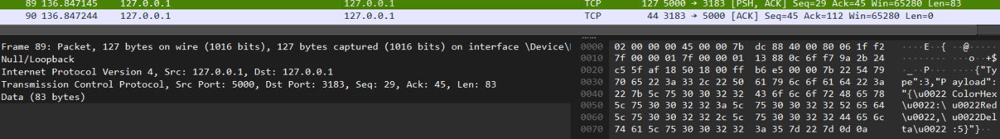 89 136.847145 127.0.0.1 127.0.0.1 TCP 127 5000 → 3183 [PSH, ACK] Seq=29 Ack=45 Win=65280 Len=83
90 136.847192 127.0.0.1 127.0.0.1 TCP 44 3183 → 5000 [ACK] Seq=45 Ack=112 Win=65280 Len=0
Frame 89: Packet, 127 bytes on wire (1016 bits), 127 bytes captured (1016 bits) on interface \Device\
Null/Loopback
Internet Protocol Version 4, Src: 127.0.0.1, Dst: 127.0.0.1
Transmission Control Protocol, Src Port: 5000, Dst Port: 3183, Seq: 29, Ack: 45, Len: 83
Data (83 bytes)
0000 02 00 00 00 45 00 00 7b dc 88 40 00 80 06 1f f2 ····E··{ ··@·····
0010 7f 00 00 01 7f 00 00 01 13 88 0c 6f f7 9a 2b 24 ········ ···o··+$
0020 c5 5f af 18 50 18 00 ff b6 e5 00 00 7b 22 54 79 ·_··P··· ····{"Ty
0030 70 65 22 3a 33 2c 22 50 61 79 6c 6f 61 64 22 3a pe":3,"P ayload":
0040 22 7b 5c 75 30 30 32 32 43 6f 6c 6f 72 48 65 78 "{\u0022 ColorHex
0050 5c 75 30 30 32 32 3a 5c 75 30 30 32 32 52 65 64 \u0022:\ u0022Red
0060 5c 75 30 30 32 32 2c 5c 75 30 30 32 32 44 65 6c \u0022,\ u0022Del
0070 74 61 5c 75 30 30 32 32 3a 35 7d 22 7d 0d 0a ta\u0022 :5}"}··